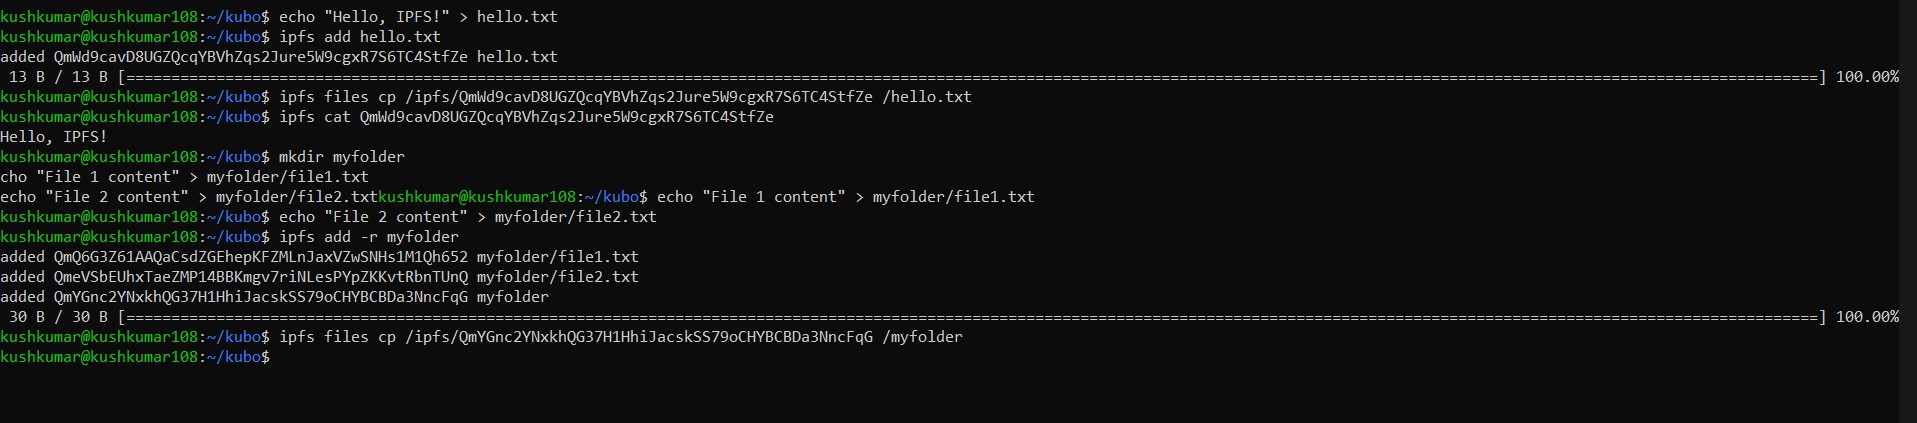 kushkumar@kushkumar108:~/kubo$ echo "Hello, IPFS!" > hello.txt
kushkumar@kushkumar108:~/kubo$ ipfs add hello.txt
added QmWd9cavD8UGZQcqYBVhZqs2Jure5W9cgxR7S6TC4StfZe hello.txt
13 B / 13 B [==============================================================================================================================================================================================] 100.00%
kushkumar@kushkumar108:~/kubo$ ipfs files cp /ipfs/QmWd9cavD8UGZQcqYBVhZqs2Jure5W9cgxR7S6TC4StfZe /hello.txt
kushkumar@kushkumar108:~/kubo$ ipfs cat QmWd9cavD8UGZQcqYBVhZqs2Jure5W9cgxR7S6TC4StfZe
Hello, IPFS!
kushkumar@kushkumar108:~/kubo$ mkdir myfolder
cho "File 1 content" > myfolder/file1.txt
echo "File 2 content" > myfolder/file2.txtkushkumar@kushkumar108:~/kubo$ echo "File 1 content" > myfolder/file1.txt
kushkumar@kushkumar108:~/kubo$ echo "File 2 content" > myfolder/file2.txt
kushkumar@kushkumar108:~/kubo$ ipfs add -r myfolder
added QmQ6G3Z61AAQaCsdZGEhepKFZMLnJaxVZwSNHs1M1Qh652 myfolder/file1.txt
added QmeVSbEUhxTaeZMP14BBKmgv7riNLesPYpZKKvtRbnTUnQ myfolder/file2.txt
added QmYGnc2YNxkhQG37H1HhiJacskSS79oCHYBCBDa3NncFqG myfolder
30 B / 30 B [==============================================================================================================================================================================================] 100.00%
kushkumar@kushkumar108:~/kubo$ ipfs files cp /ipfs/QmYGnc2YNxkhQG37H1HhiJacskSS79oCHYBCBDa3NncFqG /myfolder
kushkumar@kushkumar108:~/kubo$